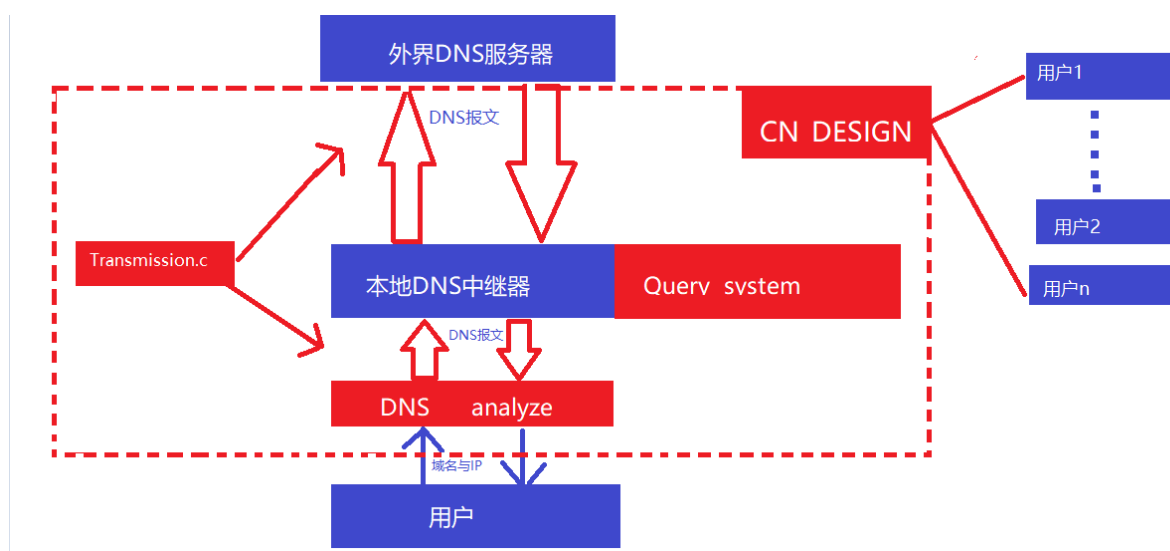 外界DNS服务器
用户1
DNS报文
CN DESIGN
用户2
Transmission.c
本地DNS中继器
Query system
用户n
DNS报文
DNS analyze
域名与IP
用户